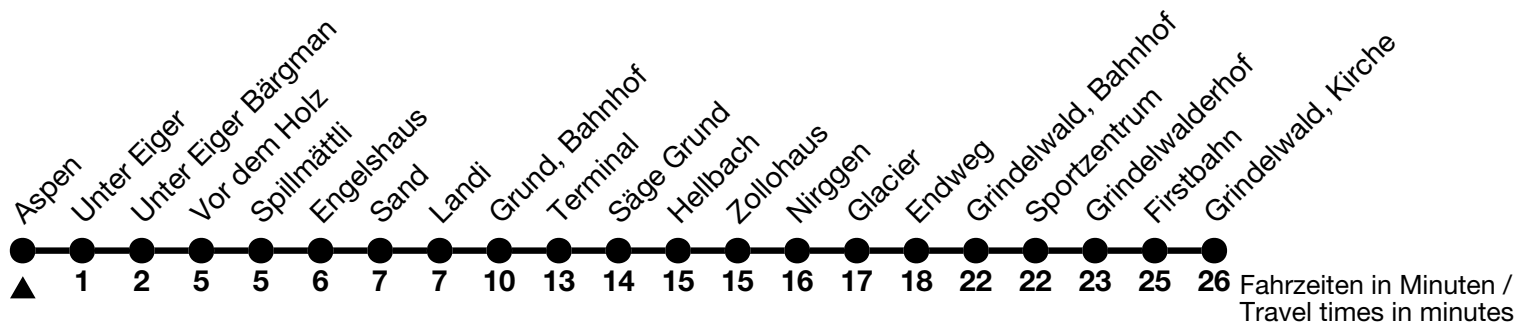 Aspen
Unter Eiger
Unter Eiger Bärgman
Vor dem Holz
Spillmättli
Engelshaus
Sand
Landi
Grund, Bahnhof
Terminal
Säge Grund
Hellbach
Zollohaus
Nirggen
Glacier
Endweg
Grindelwald, Bahnhof
Sportzentrum
Grindelwalderhof
Firstbahn
Grindelwald, Kirche
1 2 5 5 6 7 7 10 13 14 15 15 16 17 18 22 22 23 25 26
Fahrzeiten in Minuten /
Travel times in minutes